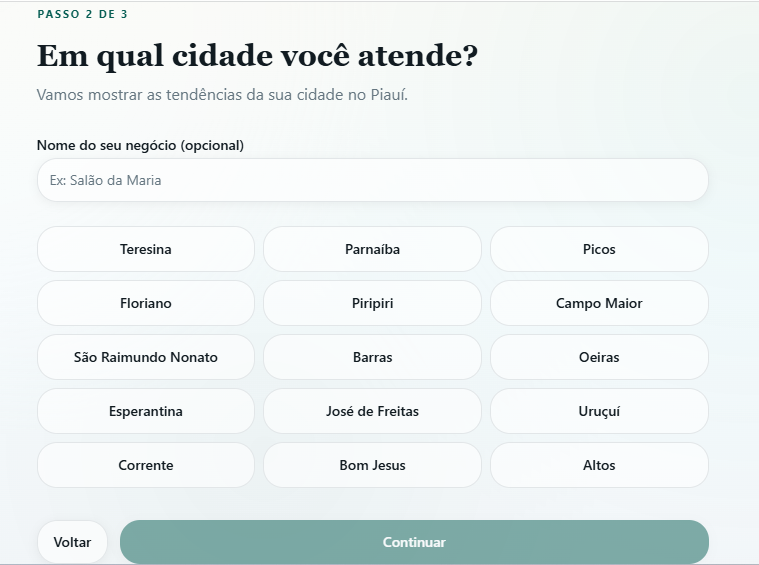 PASSO 2 DE 3
Em qual cidade você atende?
Vamos mostrar as tendências da sua cidade no Piauí.
Nome do seu negócio (opcional)
Ex: Salão da Maria
Teresina
Parnaíba
Picos
Floriano
Piripiri
Campo Maior
São Raimundo Nonato
Barras
Oeiras
Esperantina
José de Freitas
Uruçuí
Corrente
Bom Jesus
Altos
Voltar
Continuar